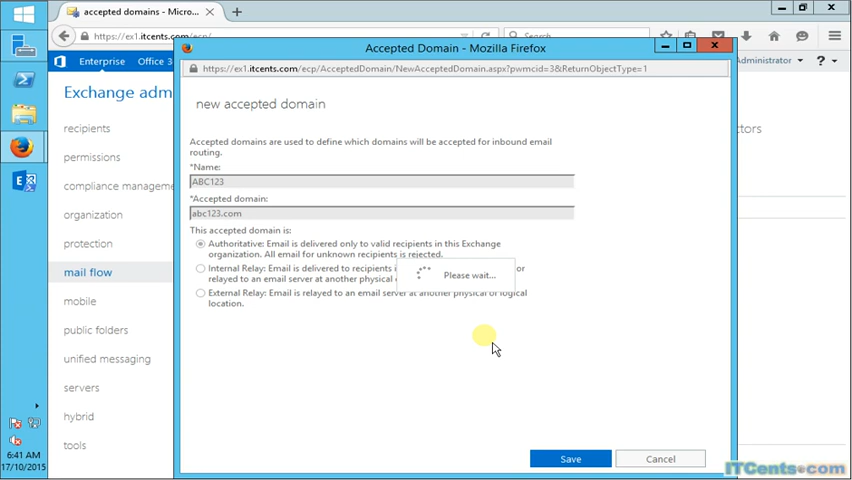 accepted domains - Micro...
Accepted Domain - Mozilla Firefox
https://ex1.itcents.com/ecp/
Search
https://ex1.itcents.com/ecp/AcceptedDomain/NewAcceptedDomain.aspx?pwmcid=3&ReturnObjectType=1
Enterprise Office 3
Administrator
?
Exchange adm
recipients
permissions
compliance manageme
organization
protection
mail flow
mobile
public folders
unified messaging
servers
hybrid
tools
ctors
new accepted domain
Accepted domains are used to define which domains will be accepted for inbound email
routing.
*Name:
ABC123
*Accepted domain:
abc123.com
This accepted domain is:
Authoritative: Email is delivered only to valid recipients in this Exchange
organization. All email for unknown recipients is rejected.
Internal Relay: Email is delivered to recipients i or
relayed to an email server at another physical
External Relay: Email is relayed to an email server at another physical or logical
location.
Please wait...
Save
Cancel
6:41 AM
17/10/2015
ITCents.com